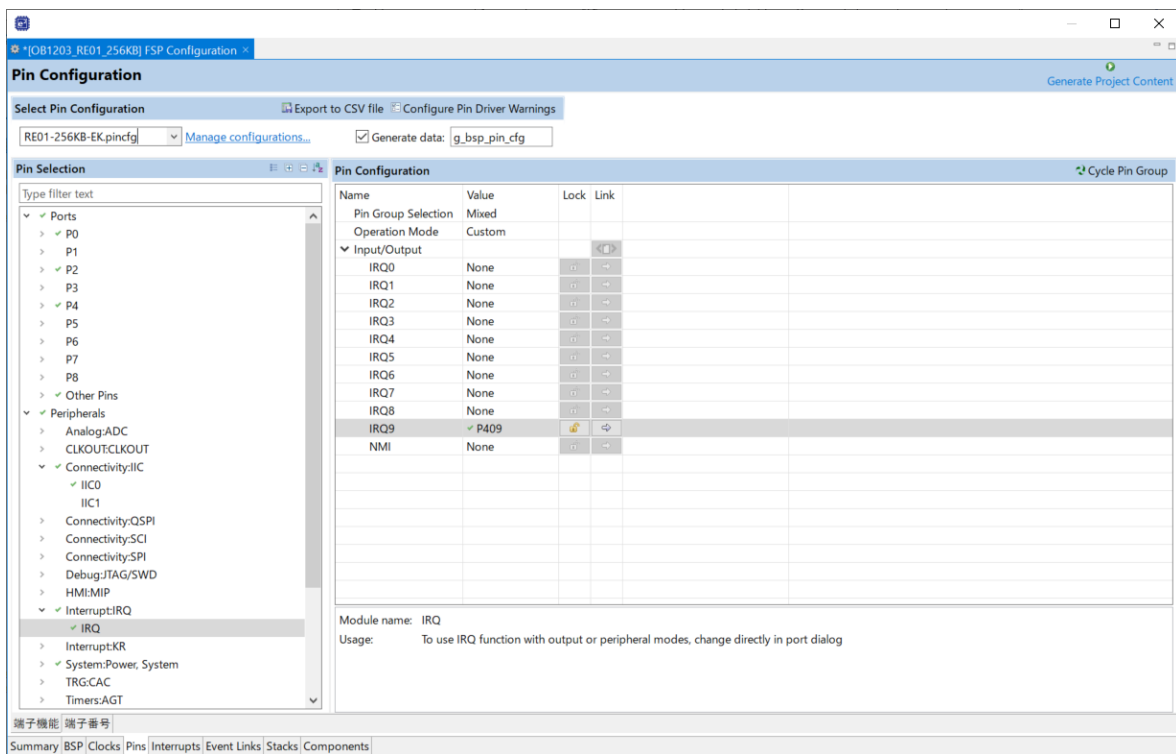 *[OB1203_RE01_256KB] FSP Configuration
Pin Configuration
Generate Project Content
Select Pin Configuration
Export to CSV file
Configure Pin Driver Warnings
RE01-256KB-EK.pincfg
Manage configurations...
Generate data:
g_bsp_pin_cfg
Pin Selection
Type filter text
Ports
P0
P1
P2
P3
P4
P5
P6
P7
P8
Other Pins
Peripherals
Analog:ADC
CLKOUT:CLKOUT
Connectivity:IIC
IIC0
IIC1
Connectivity:QSPI
Connectivity:SCI
Connectivity:SPI
Debug:JTAG/SWD
HMI:MIP
Interrupt:IRQ
IRQ
Interrupt:KR
System:Power, System
TRG:CAC
Timers:AGT
Pin Configuration
Cycle Pin Group
Name Value Lock Link
Pin Group Selection Mixed
Operation Mode Custom
Input/Output
IRQ0 None
IRQ1 None
IRQ2 None
IRQ3 None
IRQ4 None
IRQ5 None
IRQ6 None
IRQ7 None
IRQ8 None
IRQ9 P409
NMI None
Module name: IRQ
Usage: To use IRQ function with output or peripheral modes, change directly in port dialog
端子機能 端子番号
Summary BSP Clocks Pins Interrupts Event Links Stacks Components